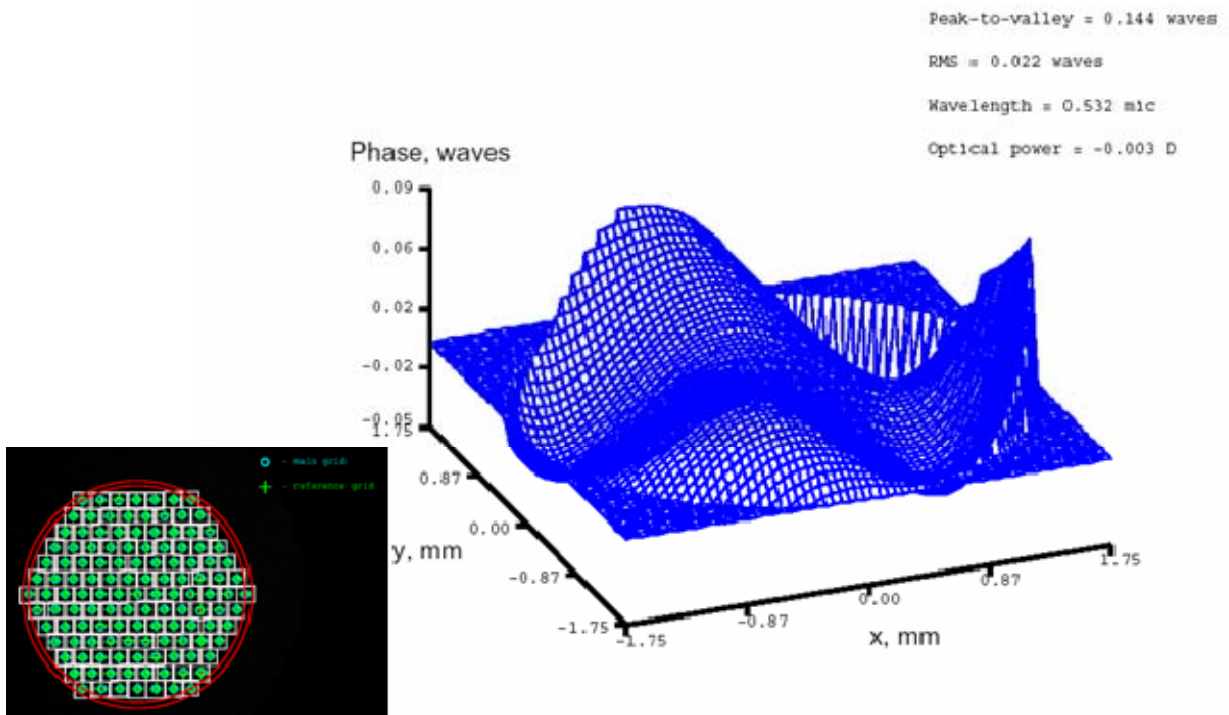 Peak-to-valley = 0.144 waves
RMS = 0.022 waves
Wavelength = 0.532 mic
Optical power = -0.003 D
Phase, waves
0.09
0.06
0.02
-0.02
-0.05
1.75
0.87
0.00
-0.87
-1.75
y, mm
-1.75
-0.87
0.00
0.87
1.75
x, mm
- main grid
- reference grid